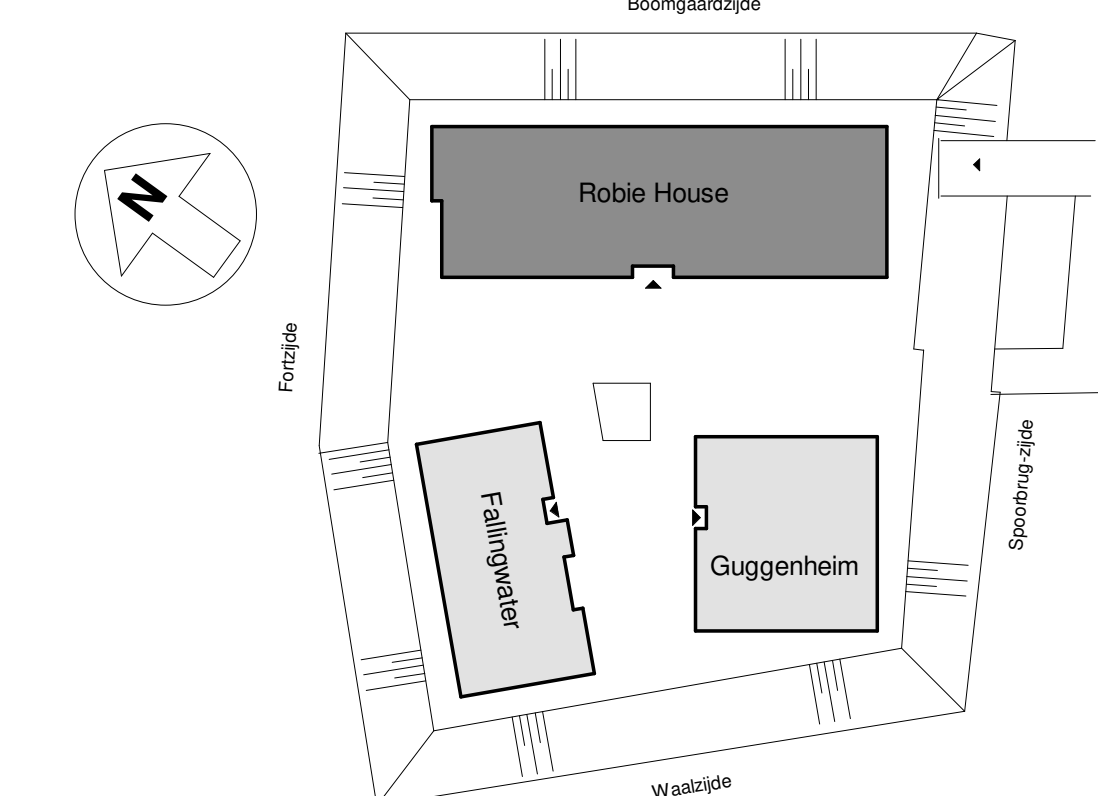 Boomgaardzijde
N
Robie House
Fortzijde
Fallingwater
Guggenheim
Spoorbrug-zijde
Waalzijde